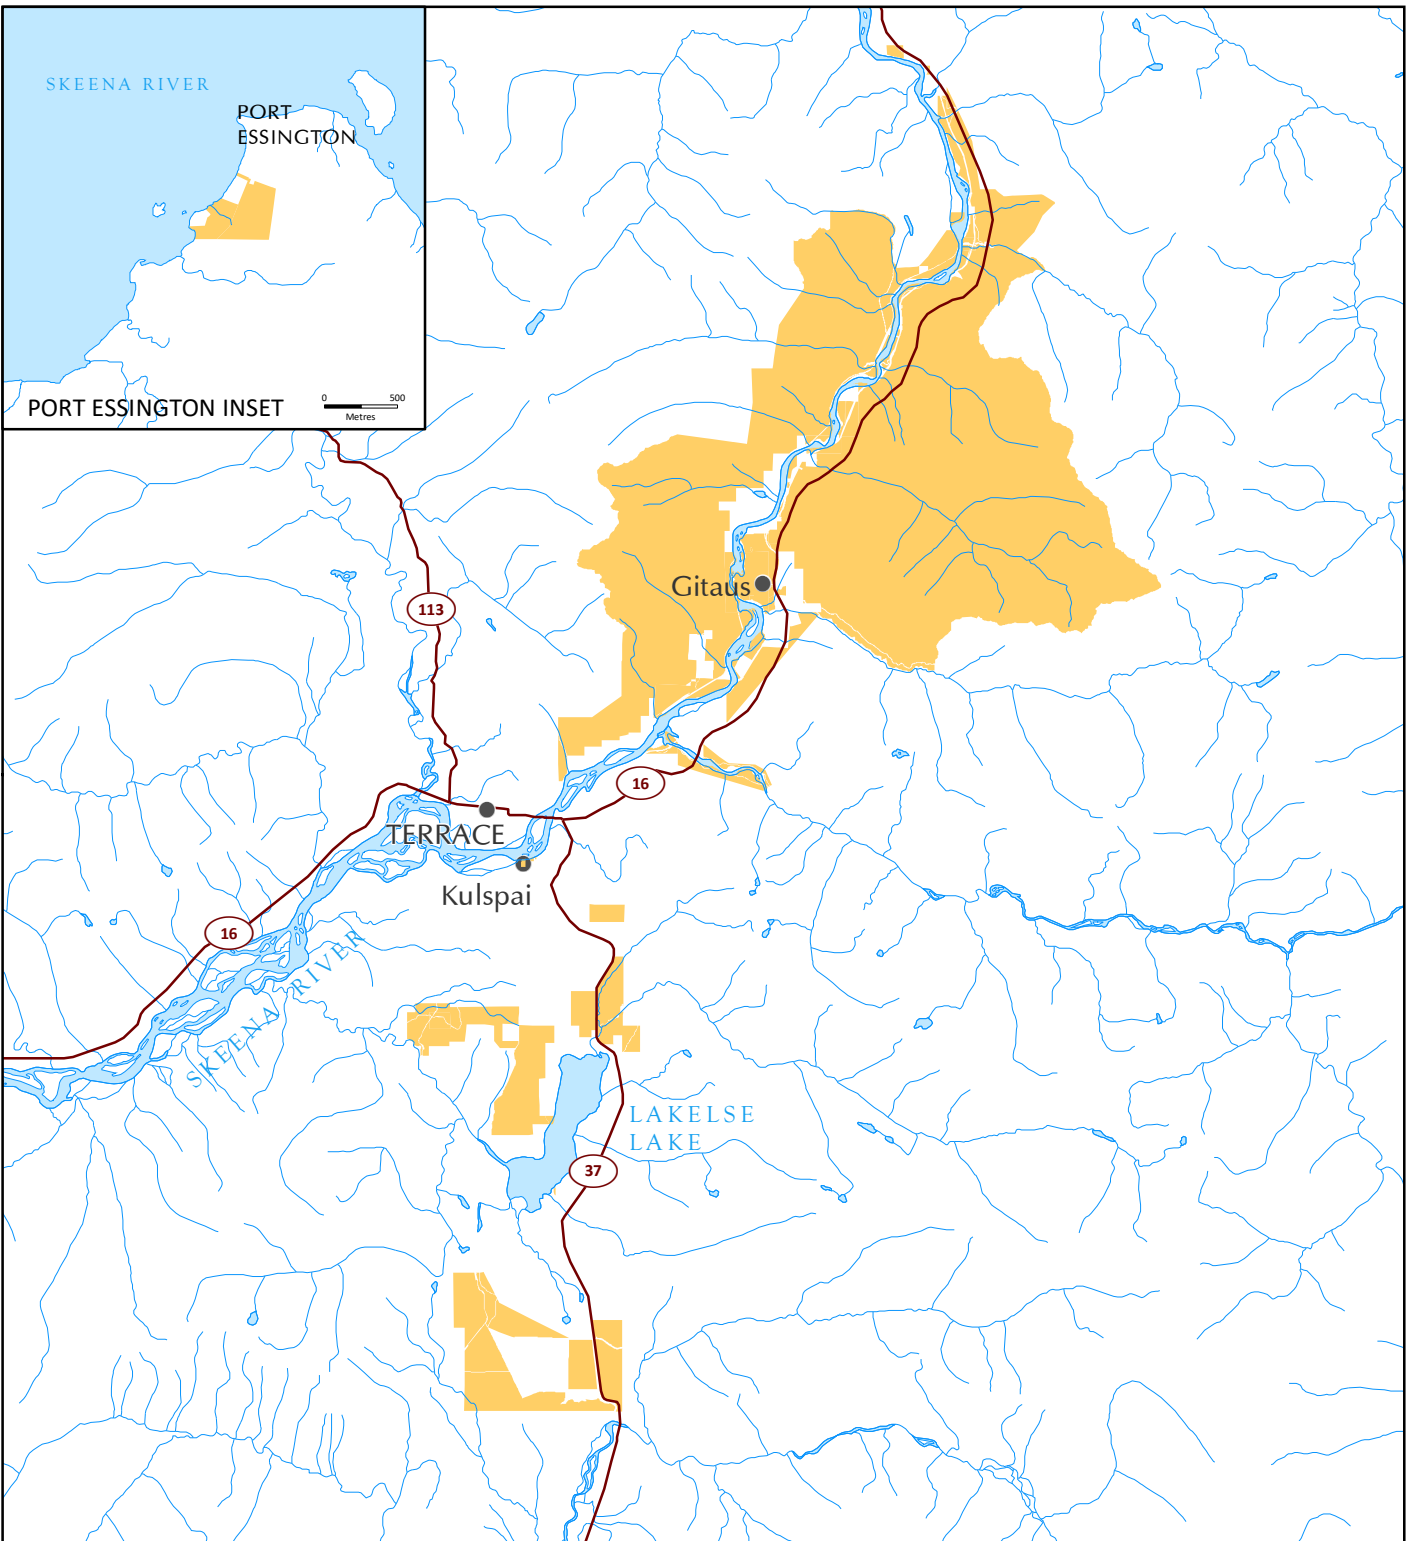 SKEENA RIVER
PORT
ESSINGTON
PORT ESSINGTON INSET
0 500
Metres
113
Gitaus
16
TERRACE
Kulspai
16
SKEENA RIVER
LAKELSE
LAKE
37